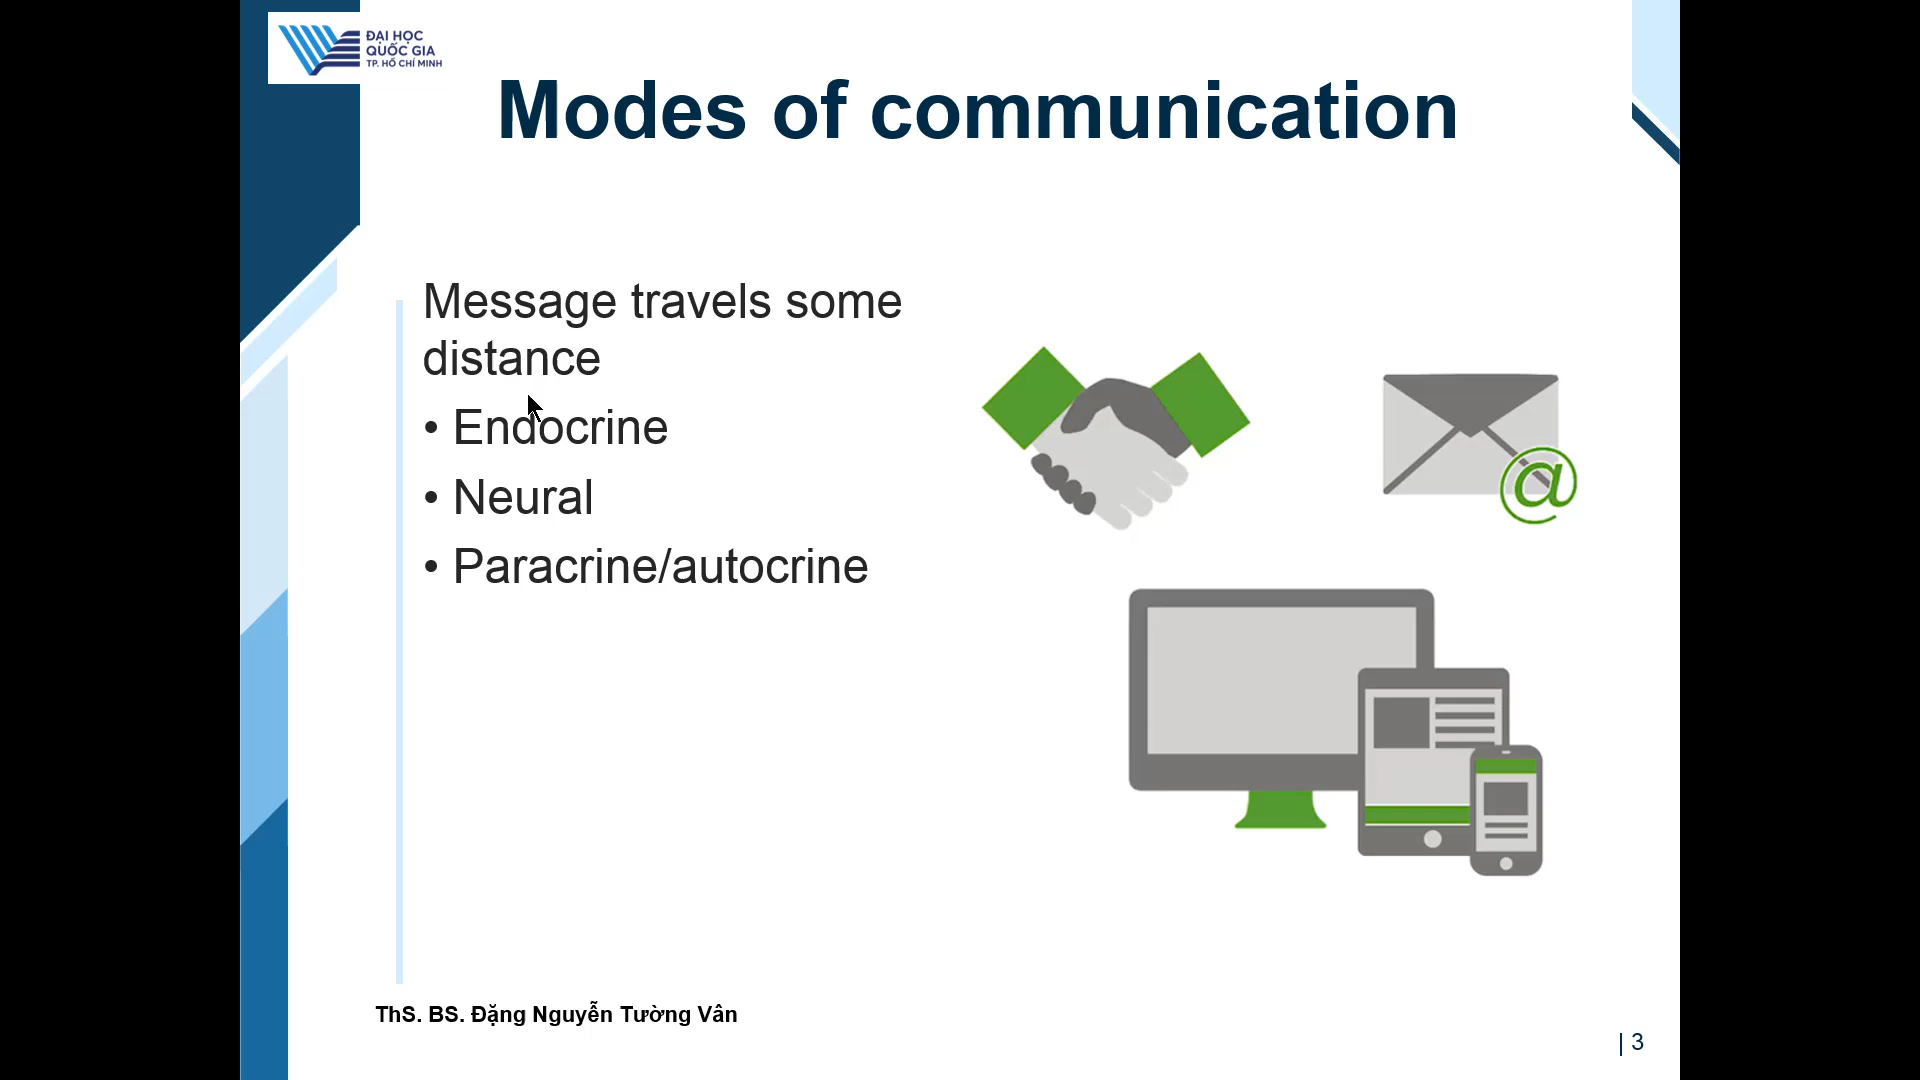 ĐẠI HỌC
QUỐC GIA
TP. HỒ CHÍ MINH
Modes of communication
Message travels some
distance
• Endocrine
• Neural
• Paracrine/autocrine
@
ThS. BS. Đặng Nguyễn Tường Vân
| 3